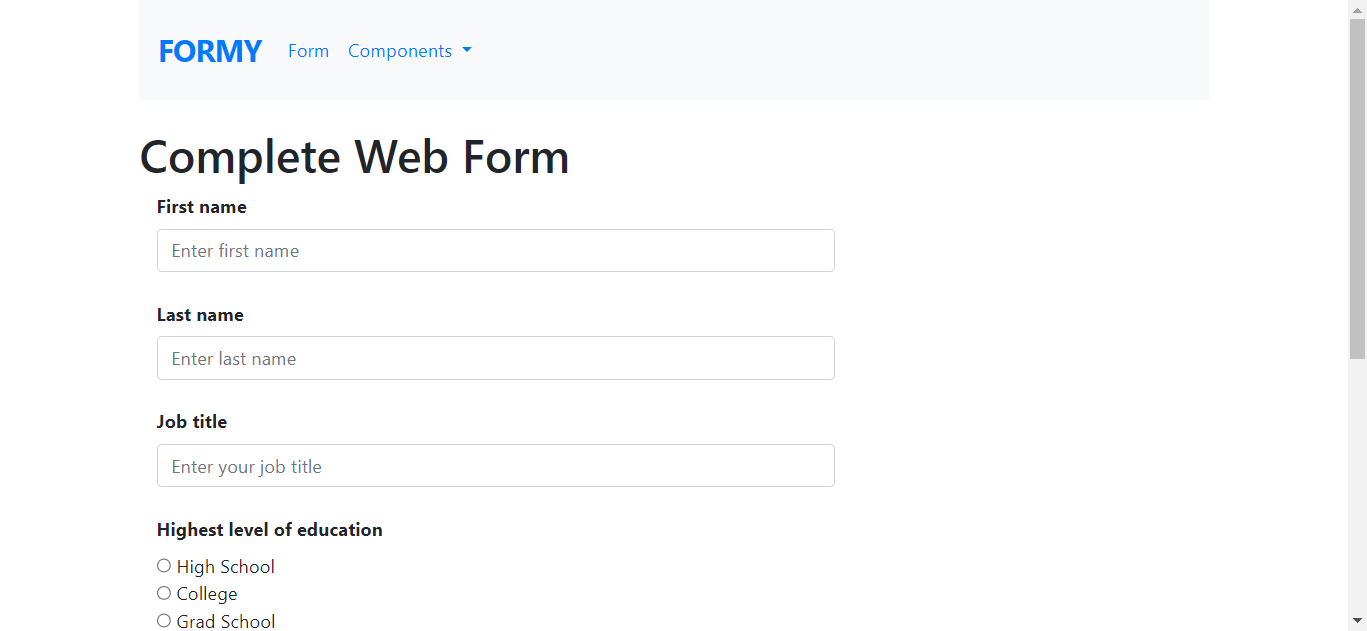 FORMY Form Components
Complete Web Form
First name
Enter first name
Last name
Enter last name
Job title
Enter your job title
Highest level of education
High School
College
Grad School